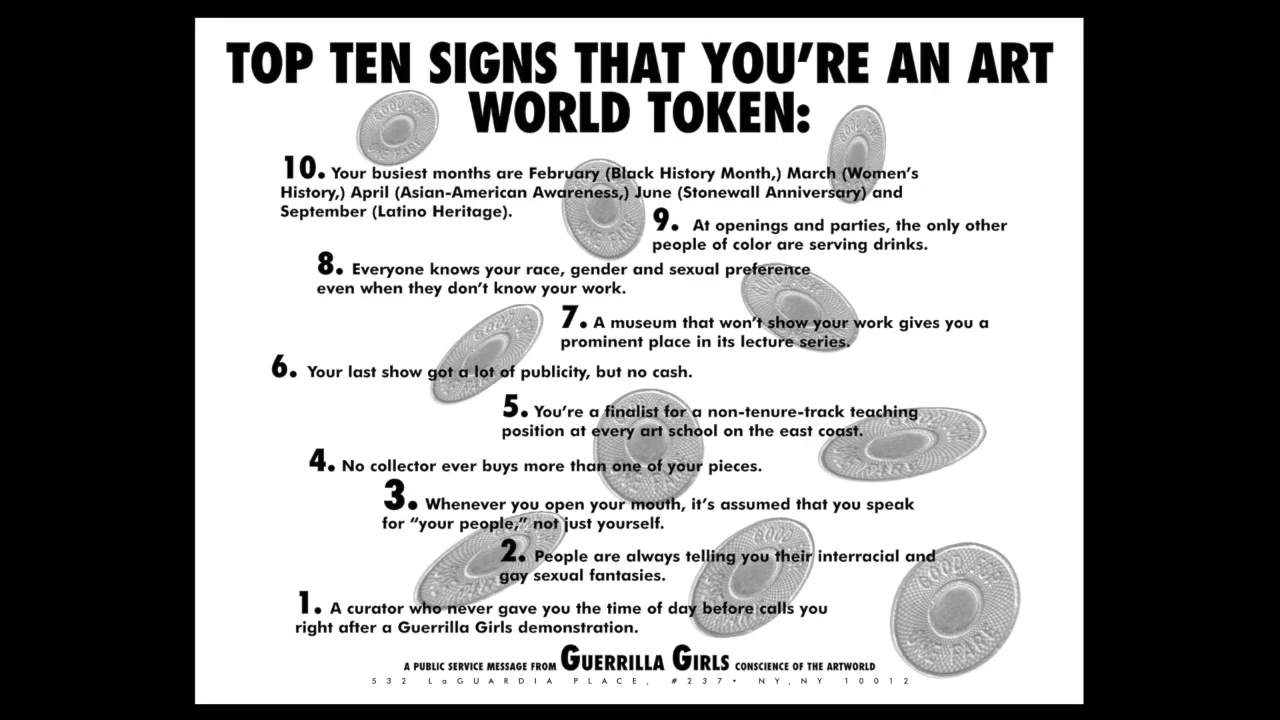 TOP TEN SIGNS THAT YOU'RE AN ART
WORLD TOKEN:
10. Your busiest months are February (Black History Month,) March (Women's
History,) April (Asian-American Awareness,) June (Stonewall Anniversary) and
September (Latino Heritage).
9. At openings and parties, the only other
people of color are serving drinks.
8. Everyone knows your race, gender and sexual preference
even when they don't know your work.
7. A museum that won't show your work gives you a
prominent place in its lecture series.
6. Your last show got a lot of publicity, but no cash.
5. You're a finalist for a non-tenure-track teaching
position at every art school on the east coast.
4. No collector ever buys more than one of your pieces.
3. Whenever you open your mouth, it's assumed that you speak
for “your people,” not just yourself.
2. People are always telling you their interracial and
gay sexual fantasies.
1. A curator who never gave you the time of day before calls you
right after a Guerrilla Girls demonstration.
A PUBLIC SERVICE MESSAGE FROM GUERRILLA GIRLS CONSCIENCE OF THE ARTWORLD
532 LaGUARDIA PLACE, #237• NY,NY 10012
GOOD FOR
ONE FARE